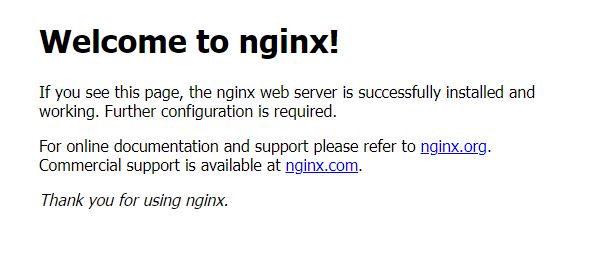 Welcome to nginx!
If you see this page, the nginx web server is successfully installed and
working. Further configuration is required.
For online documentation and support please refer to nginx.org.
Commercial support is available at nginx.com.
Thank you for using nginx.